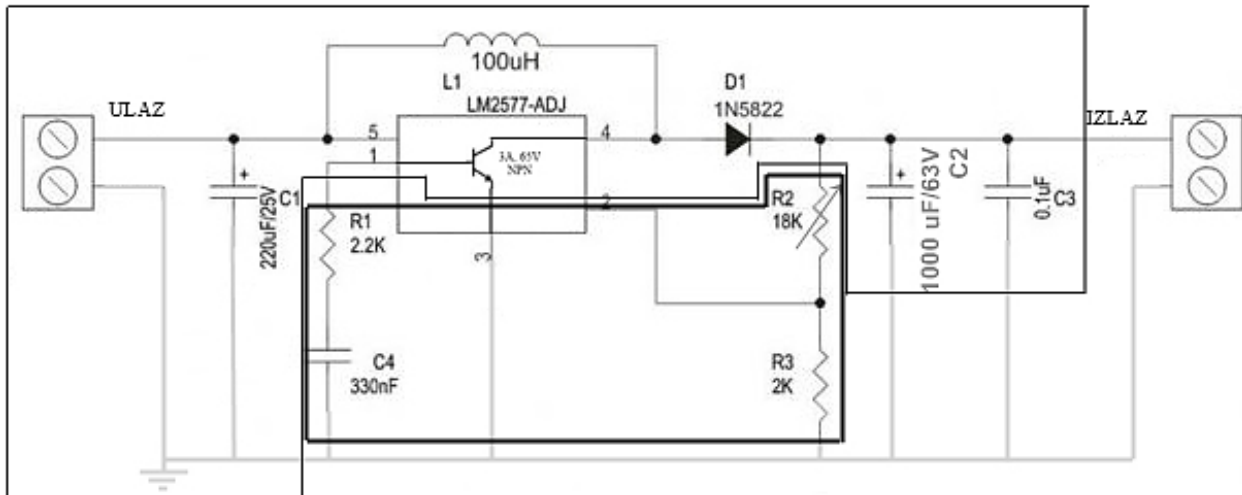 100uH
L1
D1
LM2577-ADJ
1N5822
ULAZ
IZLAZ
5
4
1
3A, 65V
NPN
+
C1
220uF/25V
R1
2.2K
2
3
R2
18K
+
1000 uF/63V
C2
0.1uF
C3
C4
330nF
R3
2K